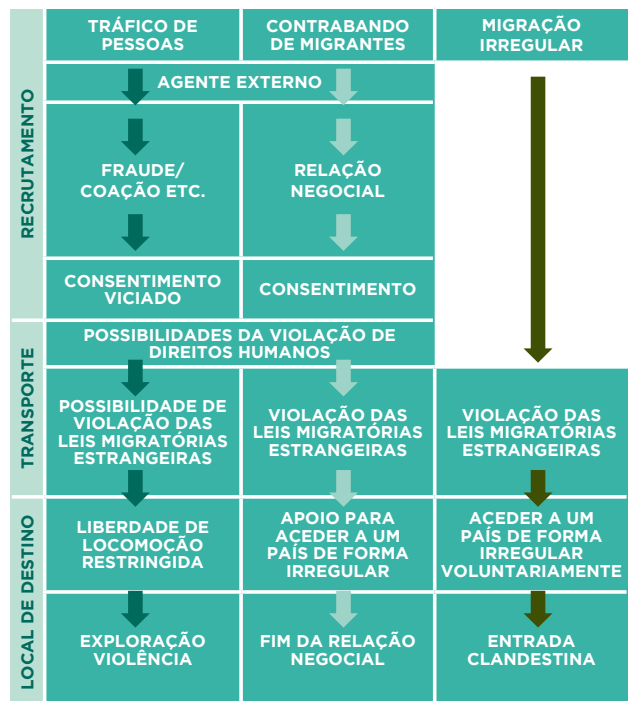 TRÁFICO DE
PESSOAS
CONTRABANDO
DE MIGRANTES
MIGRAÇÃO
IRREGULAR
RECRUTAMENTO
AGENTE EXTERNO
FRAUDE/
COAÇÃO ETC.
RELAÇÃO
NEGOCIAL
CONSENTIMENTO
VICIADO
CONSENTIMENTO
TRANSPORTE
POSSIBILIDADES DA VIOLAÇÃO DE
DIREITOS HUMANOS
POSSIBILIDADE DE
VIOLAÇÃO DAS
LEIS MIGRATÓRIAS
ESTRANGEIRAS
VIOLAÇÃO DAS
LEIS MIGRATÓRIAS
ESTRANGEIRAS
VIOLAÇÃO DAS
LEIS MIGRATÓRIAS
ESTRANGEIRAS
LOCAL DE DESTINO
LIBERDADE DE
LOCOMOÇÃO
RESTRINGIDA
APOIO PARA
ACEDER A UM
PAÍS DE FORMA
IRREGULAR
ACEDER A UM
PAÍS DE FORMA
IRREGULAR
VOLUNTARIAMENTE
EXPLORAÇÃO
VIOLÊNCIA
FIM DA RELAÇÃO
NEGOCIAL
ENTRADA
CLANDESTINA